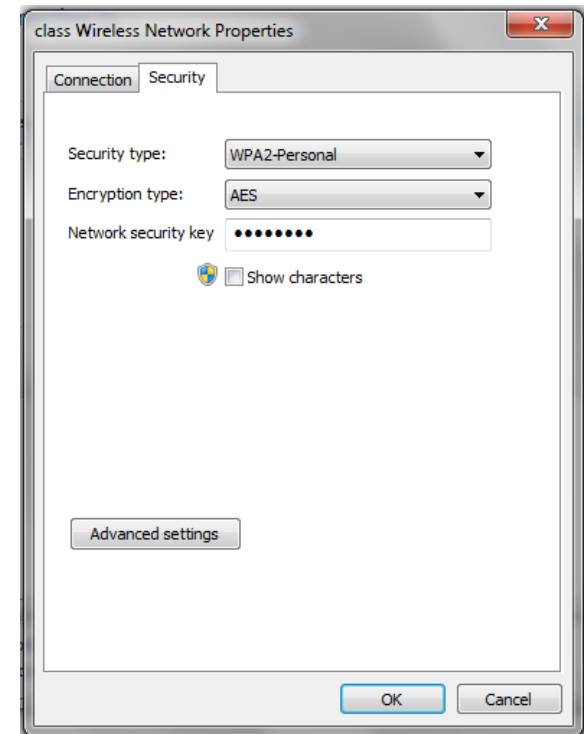 class Wireless Network Properties
Connection Security
Security type: WPA2-Personal
Encryption type: AES
Network security key ••••••••
Show characters
Advanced settings
OK Cancel